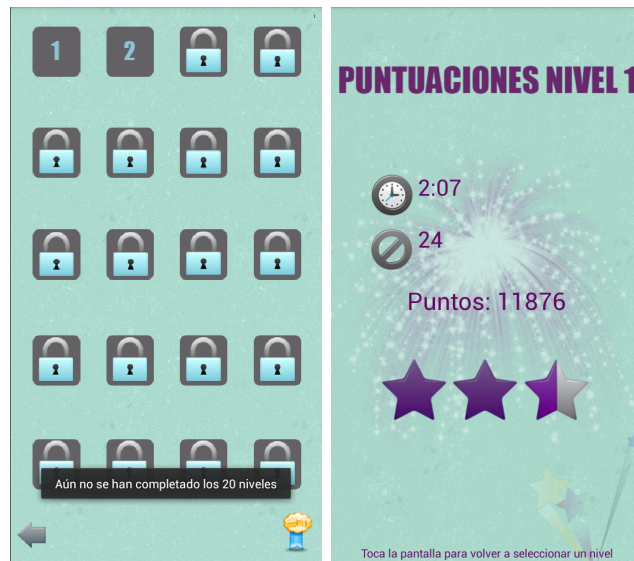 1 2
Aún no se han completado los 20 niveles
PUNTUACIONES NIVEL 1
2:07
24
Puntos: 11876
Toca la pantalla para volver a seleccionar un nivel